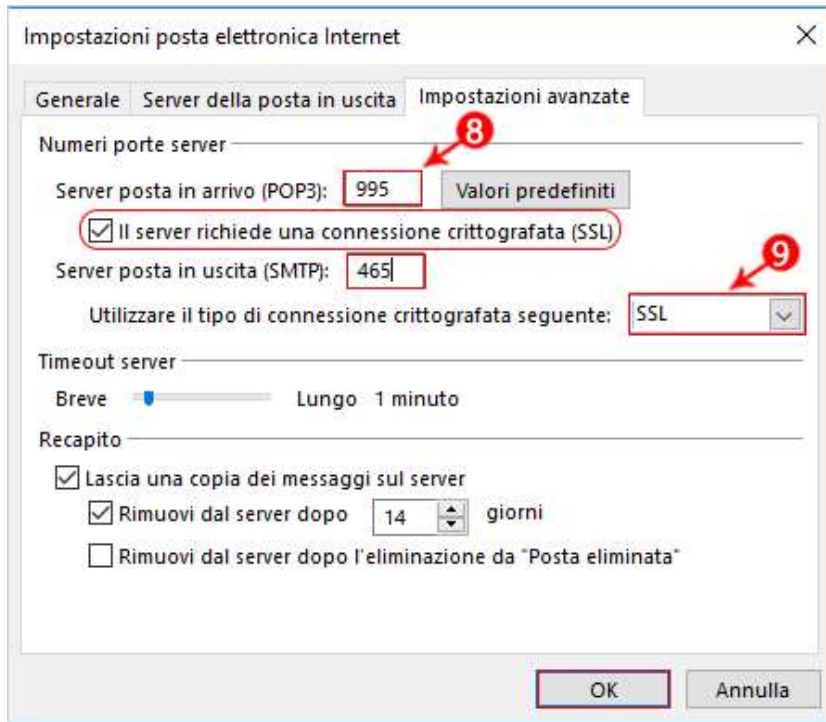 Impostazioni posta elettronica Internet
Generale Server della posta in uscita Impostazioni avanzate
8
Numeri porte server
Server posta in arrivo (POP3): 995 Valori predefiniti
Il server richiede una connessione crittografata (SSL)
9
Server posta in uscita (SMTP): 465
Utilizzare il tipo di connessione crittografata seguente: SSL
Timeout server
Breve Lungo 1 minuto
Recapito
Lascia una copia dei messaggi sul server
Rimuovi dal server dopo 14 giorni
Rimuovi dal server dopo l'eliminazione da "Posta eliminata"
OK Annulla